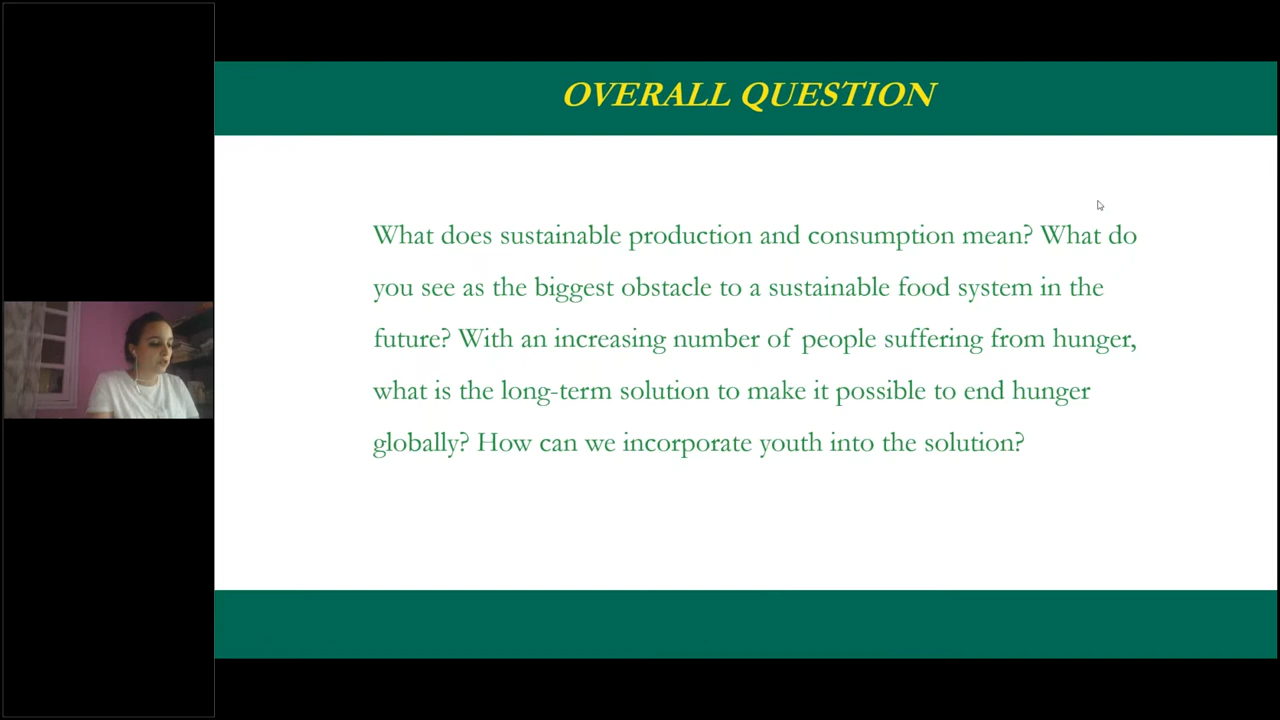 OVERALL QUESTION
What does sustainable production and consumption mean? What do
you see as the biggest obstacle to a sustainable food system in the
future? With an increasing number of people suffering from hunger,
what is the long-term solution to make it possible to end hunger
globally? How can we incorporate youth into the solution?